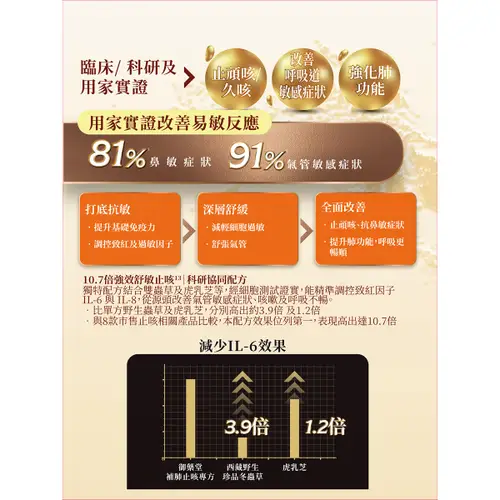 臨床/ 科研及
用家實證
止頑咳/
久咳
改善
呼吸道
敏感症狀
強化肺
功能
用家實證改善易敏反應
81% 鼻敏症狀 91% 氣管敏感症狀
打底抗敏
· 提升基礎免疫力
· 調控致紅及過敏因子
深層舒緩
· 減輕細胞過敏
· 舒張氣管
全面改善
· 止頑咳、抗鼻敏症狀
· 提升肺功能，呼吸更
暢順
10.7倍強效舒敏止咳¹³ | 科研協同配方
獨特配方結合雙蟲草及虎乳芝等，經細胞測試證實，能精準調控致紅因子
IL-6 與 IL-8，從源頭改善氣管敏感症狀、咳嗽及呼吸不暢。
· 比單方野生蟲草及虎乳芝，分別高出約3.9倍 及1.2倍
· 與8款市售止咳相關產品比較，本配方效果位列第一，表現高出達10.7倍
減少IL-6效果
3.9倍
1.2倍
御藥堂
補肺止咳專方
西藏野生
珍品冬蟲草
虎乳芝